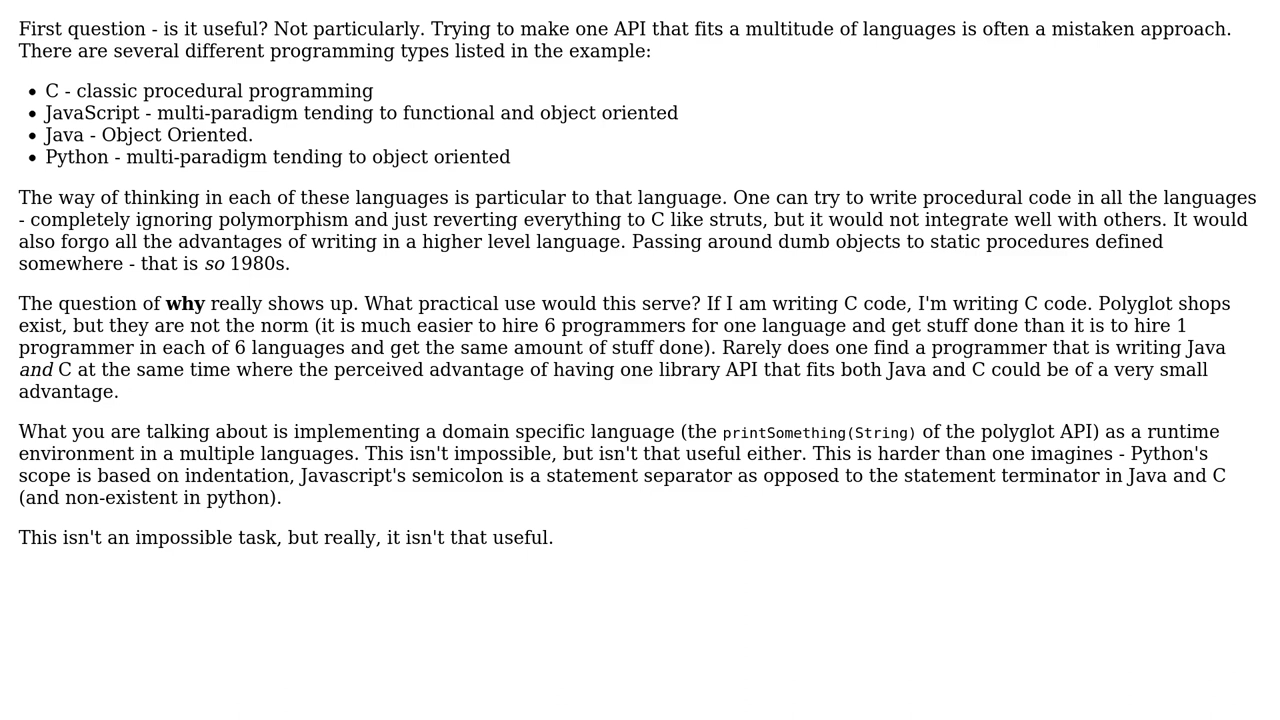 First question - is it useful? Not particularly. Trying to make one API that fits a multitude of languages is often a mistaken approach.
There are several different programming types listed in the example:
• C - classic procedural programming
• JavaScript - multi-paradigm tending to functional and object oriented
• Java - Object Oriented.
• Python - multi-paradigm tending to object oriented
The way of thinking in each of these languages is particular to that language. One can try to write procedural code in all the languages
- completely ignoring polymorphism and just reverting everything to C like struts, but it would not integrate well with others. It would
also forgo all the advantages of writing in a higher level language. Passing around dumb objects to static procedures defined
somewhere - that is so 1980s.
The question of why really shows up. What practical use would this serve? If I am writing C code, I'm writing C code. Polyglot shops
exist, but they are not the norm (it is much easier to hire 6 programmers for one language and get stuff done than it is to hire 1
programmer in each of 6 languages and get the same amount of stuff done). Rarely does one find a programmer that is writing Java
and C at the same time where the perceived advantage of having one library API that fits both Java and C could be of a very small
advantage.
What you are talking about is implementing a domain specific language (the printSomething(String) of the polyglot API) as a runtime
environment in a multiple languages. This isn't impossible, but isn't that useful either. This is harder than one imagines - Python's
scope is based on indentation, Javascript's semicolon is a statement separator as opposed to the statement terminator in Java and C
(and non-existent in python).
This isn't an impossible task, but really, it isn't that useful.